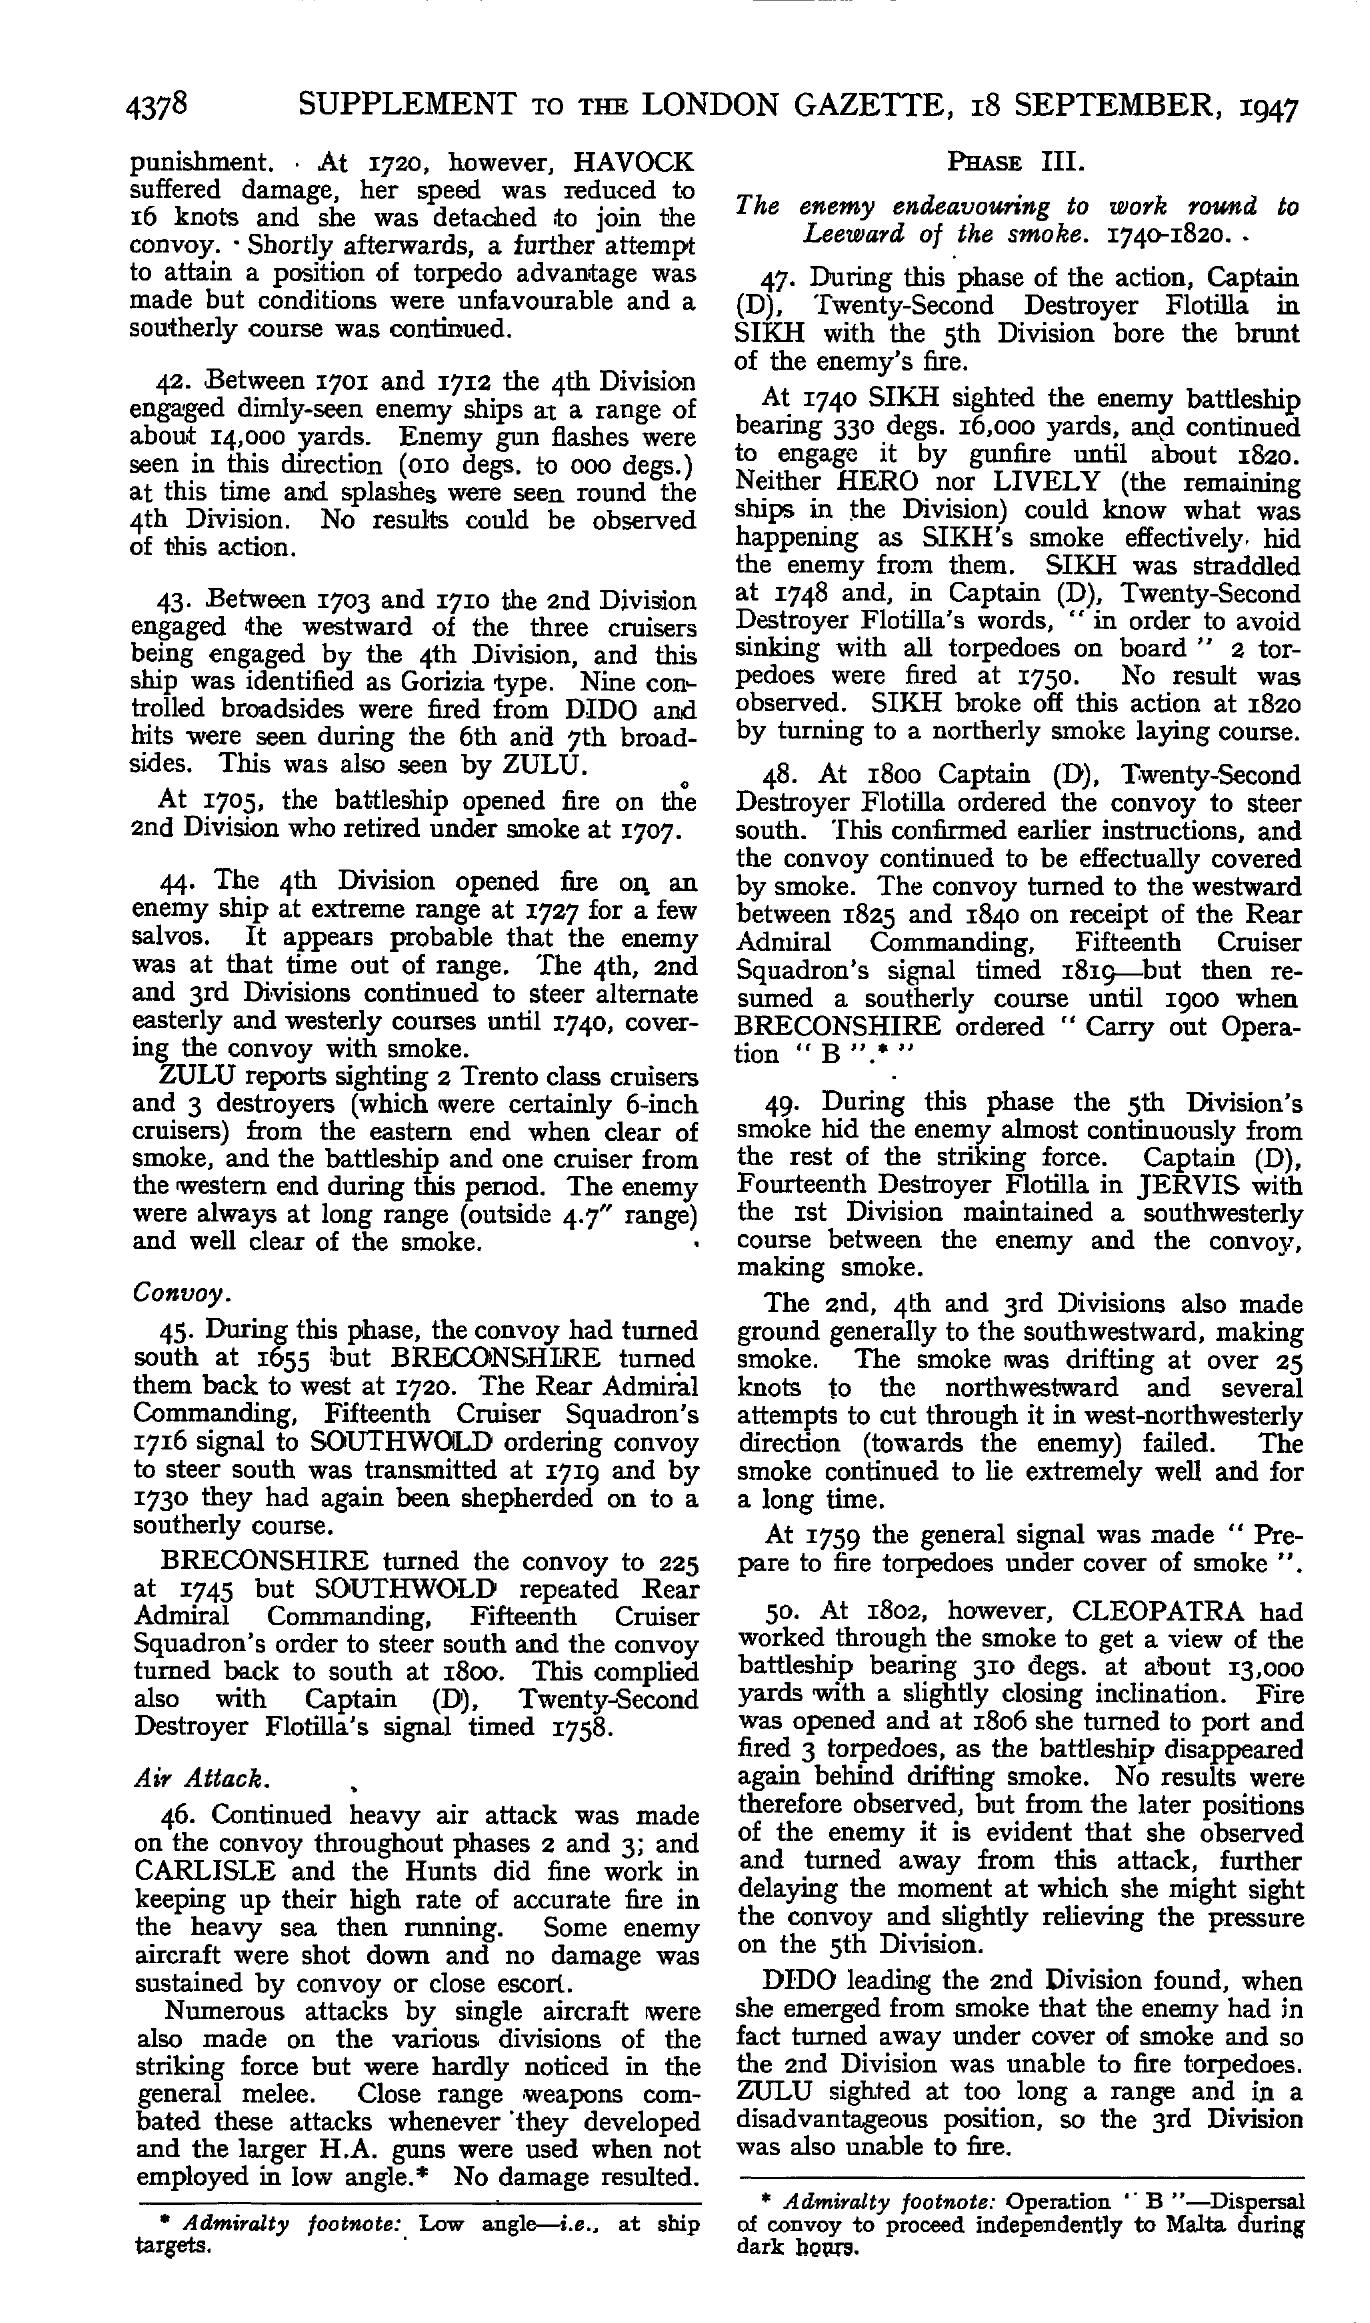 4378 SUPPLEMENT TO THE LONDON GAZETTE, 18 SEPTEMBER, 1947
punishment. At 1720, however, HAVOCK
suffered damage, her speed was reduced to
16 knots and she was detached to join the
convoy. Shortly afterwards, a further attempt
to attain a position of torpedo advantage was
made but conditions were unfavourable and a
southerly course was continued.
42. Between 1701 and 1712 the 4th Division
engaged dimly-seen enemy ships at a range of
about 14,000 yards. Enemy gun flashes were
seen in this direction (010 degs. to 000 degs.)
at this time and splashes were seen round the
4th Division. No results could be observed
of this action.
43. Between 1703 and 1710 the 2nd Division
engaged the westward of the three cruisers
being engaged by the 4th Division, and this
ship was identified as Gorizia type. Nine con-
trolled broadsides were fired from DIDO and
hits were seen during the 6th and 7th broad-
sides. This was also seen by ZULU.
At 1705, the battleship opened fire on the
2nd Division who retired under smoke at 1707.
44. The 4th Division opened fire on an
enemy ship at extreme range at 1727 for a few
salvos. It appears probable that the enemy
was at that time out of range. The 4th, 2nd
and 3rd Divisions continued to steer alternate
easterly and westerly courses until 1740, cover-
ing the convoy with smoke.
ZULU reports sighting 2 Trento class cruisers
and 3 destroyers (which were certainly 6-inch
cruisers) from the eastern end when clear of
smoke, and the battleship and one cruiser from
the western end during this period. The enemy
were always at long range (outside 4.7″ range)
and well clear of the smoke.
Convoy.
45. During this phase, the convoy had turned
south at 1655 but BRECONSHIRE turned
them back to west at 1720. The Rear Admiral
Commanding, Fifteenth Cruiser Squadron's
1716 signal to SOUTHWOLD ordering convoy
to steer south was transmitted at 1719 and by
1730 they had again been shepherded on to a
southerly course.
BRECONSHIRE turned the convoy to 225
at 1745 but SOUTHWOLD repeated Rear
Admiral Commanding, Fifteenth Cruiser
Squadron's order to steer south and the convoy
turned back to south at 1800. This complied
also with Captain (D), Twenty-Second
Destroyer Flotilla's signal timed 1758.
Air Attack.
46. Continued heavy air attack was made
on the convoy throughout phases 2 and 3; and
CARLISLE and the Hunts did fine work in
keeping up their high rate of accurate fire in
the heavy sea then running. Some enemy
aircraft were shot down and no damage was
sustained by convoy or close escort.
Numerous attacks by single aircraft were
also made on the various divisions of the
striking force but were hardly noticed in the
general melee. Close range weapons com-
bated these attacks whenever they developed
and the larger H.A. guns were used when not
employed in low angle.* No damage resulted.
* Admiralty footnote: Low angle—i.e., at ship
targets.
PHASE III.
The enemy endeavouring to work round to
Leeward of the smoke. 1740-1820.
47. During this phase of the action, Captain
(D), Twenty-Second Destroyer Flotilla in
SIKH with the 5th Division bore the brunt
of the enemy's fire.
At 1740 SIKH sighted the enemy battleship
bearing 330 degs. 16,000 yards, and continued
to engage it by gunfire until about 1820.
Neither HERO nor LIVELY (the remaining
ships in the Division) could know what was
happening as SIKH's smoke effectively hid
the enemy from them. SIKH was straddled
at 1748 and, in Captain (D), Twenty-Second
Destroyer Flotilla's words, "in order to avoid
sinking with all torpedoes on board" 2 tor-
pedoes were fired at 1750. No result was
observed. SIKH broke off this action at 1820
by turning to a northerly smoke laying course.
48. At 1800 Captain (D), Twenty-Second
Destroyer Flotilla ordered the convoy to steer
south. This confirmed earlier instructions, and
the convoy continued to be effectually covered
by smoke. The convoy turned to the westward
between 1825 and 1840 on receipt of the Rear
Admiral Commanding, Fifteenth Cruiser
Squadron's signal timed 1819—but then re-
sumed a southerly course until 1900 when
BRECONSHIRE ordered "Carry out Opera-
tion "B".*"
49. During this phase the 5th Division's
smoke hid the enemy almost continuously from
the rest of the striking force. Captain (D),
Fourteenth Destroyer Flotilla in JERVIS with
the 1st Division maintained a southwesterly
course between the enemy and the convoy,
making smoke.
The 2nd, 4th and 3rd Divisions also made
ground generally to the southwestward, making
smoke. The smoke was drifting at over 25
knots to the northwestward and several
attempts to cut through it in west-northwesterly
direction (towards the enemy) failed. The
smoke continued to lie extremely well and for
a long time.
At 1759 the general signal was made "Pre-
pare to fire torpedoes under cover of smoke".
50. At 1802, however, CLEOPATRA had
worked through the smoke to get a view of the
battleship bearing 310 degs. at about 13,000
yards with a slightly closing inclination. Fire
was opened and at 1806 she turned to port and
fired 3 torpedoes, as the battleship disappeared
again behind drifting smoke. No results were
therefore observed, but from the later positions
of the enemy it is evident that she observed
and turned away from this attack, further
delaying the moment at which she might sight
the convoy and slightly relieving the pressure
on the 5th Division.
DIDO leading the 2nd Division found, when
she emerged from smoke that the enemy had in
fact turned away under cover of smoke and so
the 2nd Division was unable to fire torpedoes.
ZULU sighted at too long a range and in a
disadvantageous position, so the 3rd Division
was also unable to fire.
* Admiralty footnote: Operation "B"—Dispersal
of convoy to proceed independently to Malta during
dark hours.